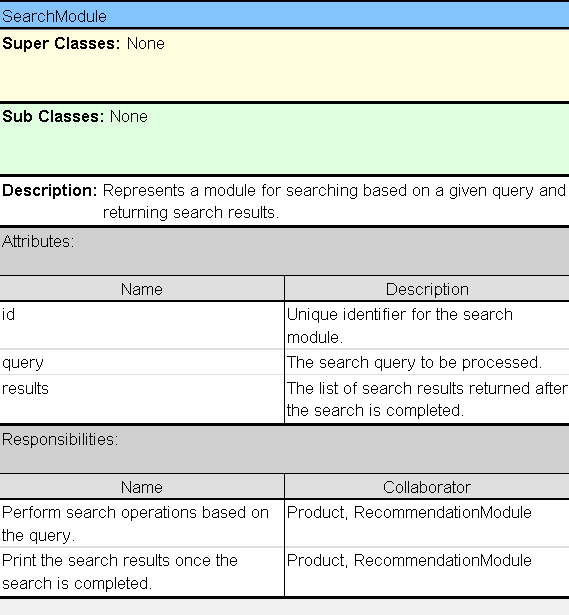 SearchModule
Super Classes: None
Sub Classes: None
Description: Represents a module for searching based on a given query and
returning search results.
Attributes:
Name Description
id Unique identifier for the search
module.
query The search query to be processed.
results The list of search results returned after
the search is completed.
Responsibilities:
Name Collaborator
Perform search operations based on Product, RecommendationModule
the query.
Print the search results once the Product, RecommendationModule
search is completed.